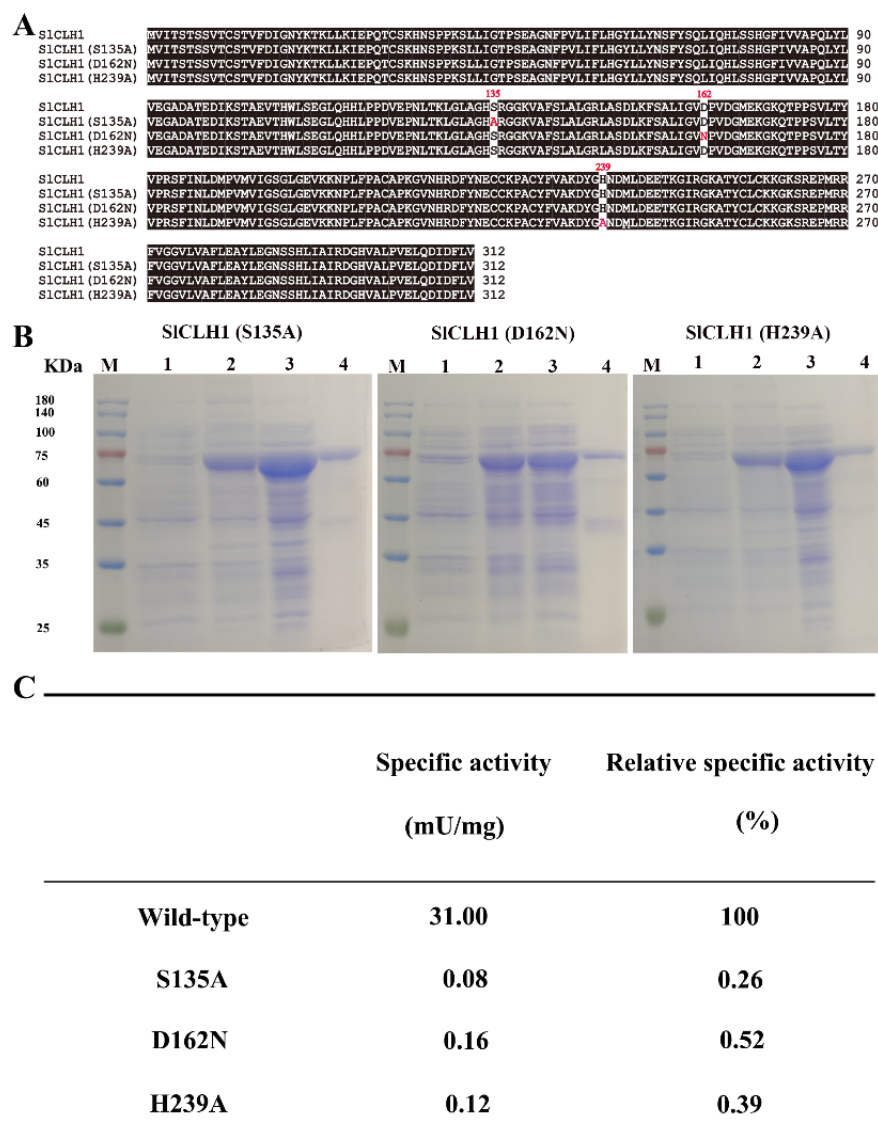 A
SlCLH1 MVITSTSSVTCSTVFDIGNYKTKLLKIEPQTCSKHNSPPKSLLIGTPSEAGNFPVLIFLHGYLLYNSFYSQLIQHLSSHGFIVVAPQLYL 90
SlCLH1(S135A) MVITSTSSVTCSTVFDIGNYKTKLLKIEPQTCSKHNSPPKSLLIGTPSEAGNFPVLIFLHGYLLYNSFYSQLIQHLSSHGFIVVAPQLYL 90
SlCLH1(D162N) MVITSTSSVTCSTVFDIGNYKTKLLKIEPQTCSKHNSPPKSLLIGTPSEAGNFPVLIFLHGYLLYNSFYSQLIQHLSSHGFIVVAPQLYL 90
SlCLH1(H239A) MVITSTSSVTCSTVFDIGNYKTKLLKIEPQTCSKHNSPPKSLLIGTPSEAGNFPVLIFLHGYLLYNSFYSQLIQHLSSHGFIVVAPQLYL 90
135 162
SlCLH1 VEGADATEDIKSTAEVTHWLSEGLQHHLPPDVEPNLTKLGLAGHSRGGKVAFSLALGRLASDLKFSALIGVDPVDGMEKGKQTPPSVLTY 180
SlCLH1(S135A) VEGADATEDIKSTAEVTHWLSEGLQHHLPPDVEPNLTKLGLAGHARGGKVAFSLALGRLASDLKFSALIGVDPVDGMEKGKQTPPSVLTY 180
SlCLH1(D162N) VEGADATEDIKSTAEVTHWLSEGLQHHLPPDVEPNLTKLGLAGHSRGGKVAFSLALGRLASDLKFSALIGVNPVDGMEKGKQTPPSVLTY 180
SlCLH1(H239A) VEGADATEDIKSTAEVTHWLSEGLQHHLPPDVEPNLTKLGLAGHSRGGKVAFSLALGRLASDLKFSALIGVDPVDGMEKGKQTPPSVLTY 180
239
SlCLH1 VPRSFINLDMPVMVIGSGLGEVKKNPLFPACAPKGVNHRDFYNECCKPACYFVAKDYGHNDMLDEETKGIRGKATYCLCKKGKSREPMRR 270
SlCLH1(S135A) VPRSFINLDMPVMVIGSGLGEVKKNPLFPACAPKGVNHRDFYNECCKPACYFVAKDYGHNDMLDEETKGIRGKATYCLCKKGKSREPMRR 270
SlCLH1(D162N) VPRSFINLDMPVMVIGSGLGEVKKNPLFPACAPKGVNHRDFYNECCKPACYFVAKDYGHNDMLDEETKGIRGKATYCLCKKGKSREPMRR 270
SlCLH1(H239A) VPRSFINLDMPVMVIGSGLGEVKKNPLFPACAPKGVNHRDFYNECCKPACYFVAKDYGANDMLDEETKGIRGKATYCLCKKGKSREPMRR 270
SlCLH1 FVGGVLVAFLEAYLEGNSSHLIAIRDGHVALPVELQDIDFLV 312
SlCLH1(S135A) FVGGVLVAFLEAYLEGNSSHLIAIRDGHVALPVELQDIDFLV 312
SlCLH1(D162N) FVGGVLVAFLEAYLEGNSSHLIAIRDGHVALPVELQDIDFLV 312
SlCLH1(H239A) FVGGVLVAFLEAYLEGNSSHLIAIRDGHVALPVELQDIDFLV 312
B
SlCLH1 (S135A) SlCLH1 (D162N) SlCLH1 (H239A)
KDa M 1 2 3 4 M 1 2 3 4 M 1 2 3 4
180
140
100
75
60
45
35
25
C
Specific activity Relative specific activity
(mU/mg) (%)
Wild-type 31.00 100
S135A 0.08 0.26
D162N 0.16 0.52
H239A 0.12 0.39